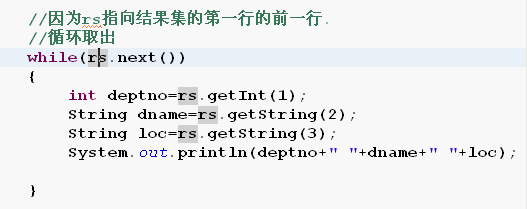 //因为rs指向结果集的第一行的前一行.
//循环取出
while(rs.next())
{
int deptno=rs.getInt(1);
String dname=rs.getString(2);
String loc=rs.getString(3);
System.out.println(deptno+" "+dname+" "+loc);
}